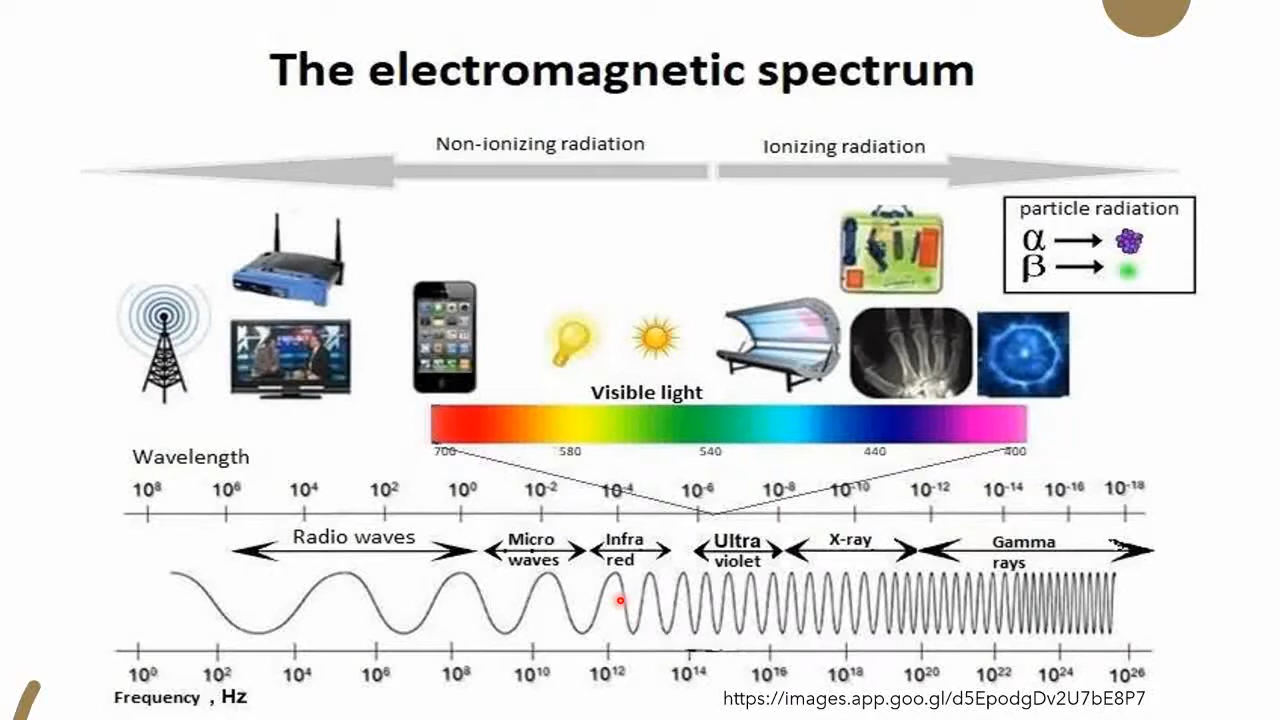 The electromagnetic spectrum
Non-ionizing radiation
Ionizing radiation
particle radiation
α
β
Visible light
700 580 540 440 400
Wavelength
10⁸ 10⁶ 10⁴ 10² 10⁰ 10⁻² 10⁻⁴ 10⁻⁶ 10⁻⁸ 10⁻¹⁰ 10⁻¹² 10⁻¹⁴ 10⁻¹⁶ 10⁻¹⁸
Radio waves
Micro
waves
Infra
red
Ultra
violet
X-ray
Gamma
rays
10⁰ 10² 10⁴ 10⁶ 10⁸ 10¹⁰ 10¹² 10¹⁴ 10¹⁶ 10¹⁸ 10²⁰ 10²² 10²⁴ 10²⁶
Frequency , Hz
https://images.app.goo.gl/d5EpodgDv2U7bE8P7